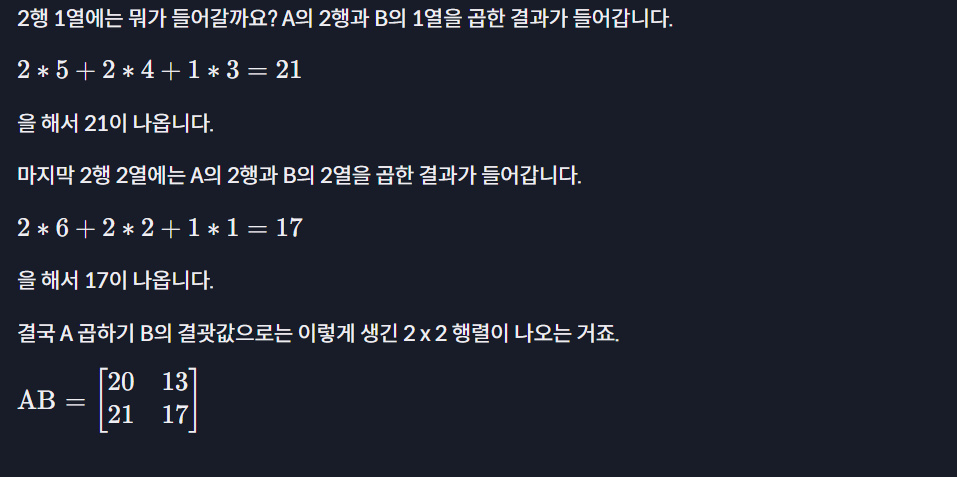 2행 1열에는 뭐가 들어갈까요? A의 2행과 B의 1열을 곱한 결과가 들어갑니다.
2 ∗ 5 + 2 ∗ 4 + 1 ∗ 3 = 21
을 해서 21이 나옵니다.
마지막 2행 2열에는 A의 2행과 B의 2열을 곱한 결과가 들어갑니다.
2 ∗ 6 + 2 ∗ 2 + 1 ∗ 1 = 17
을 해서 17이 나옵니다.
결국 A 곱하기 B의 결괏값으로는 이렇게 생긴 2 x 2 행렬이 나오는 거죠.
AB = [20 13
21 17]